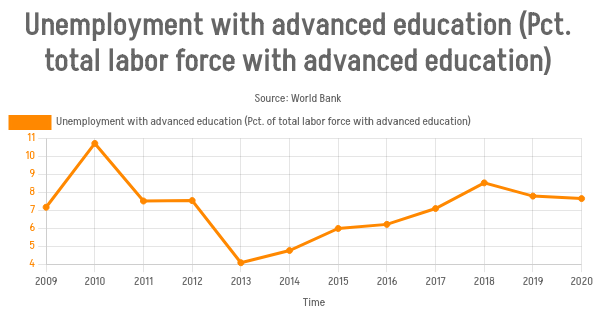 Unemployment with advanced education (Pct.
total labor force with advanced education)
Source: World Bank
Unemployment with advanced education (Pct. of total labor force with advanced education)
11
10
9
8
7
6
5
4
2009 2010 2011 2012 2013 2014 2015 2016 2017 2018 2019 2020
Time